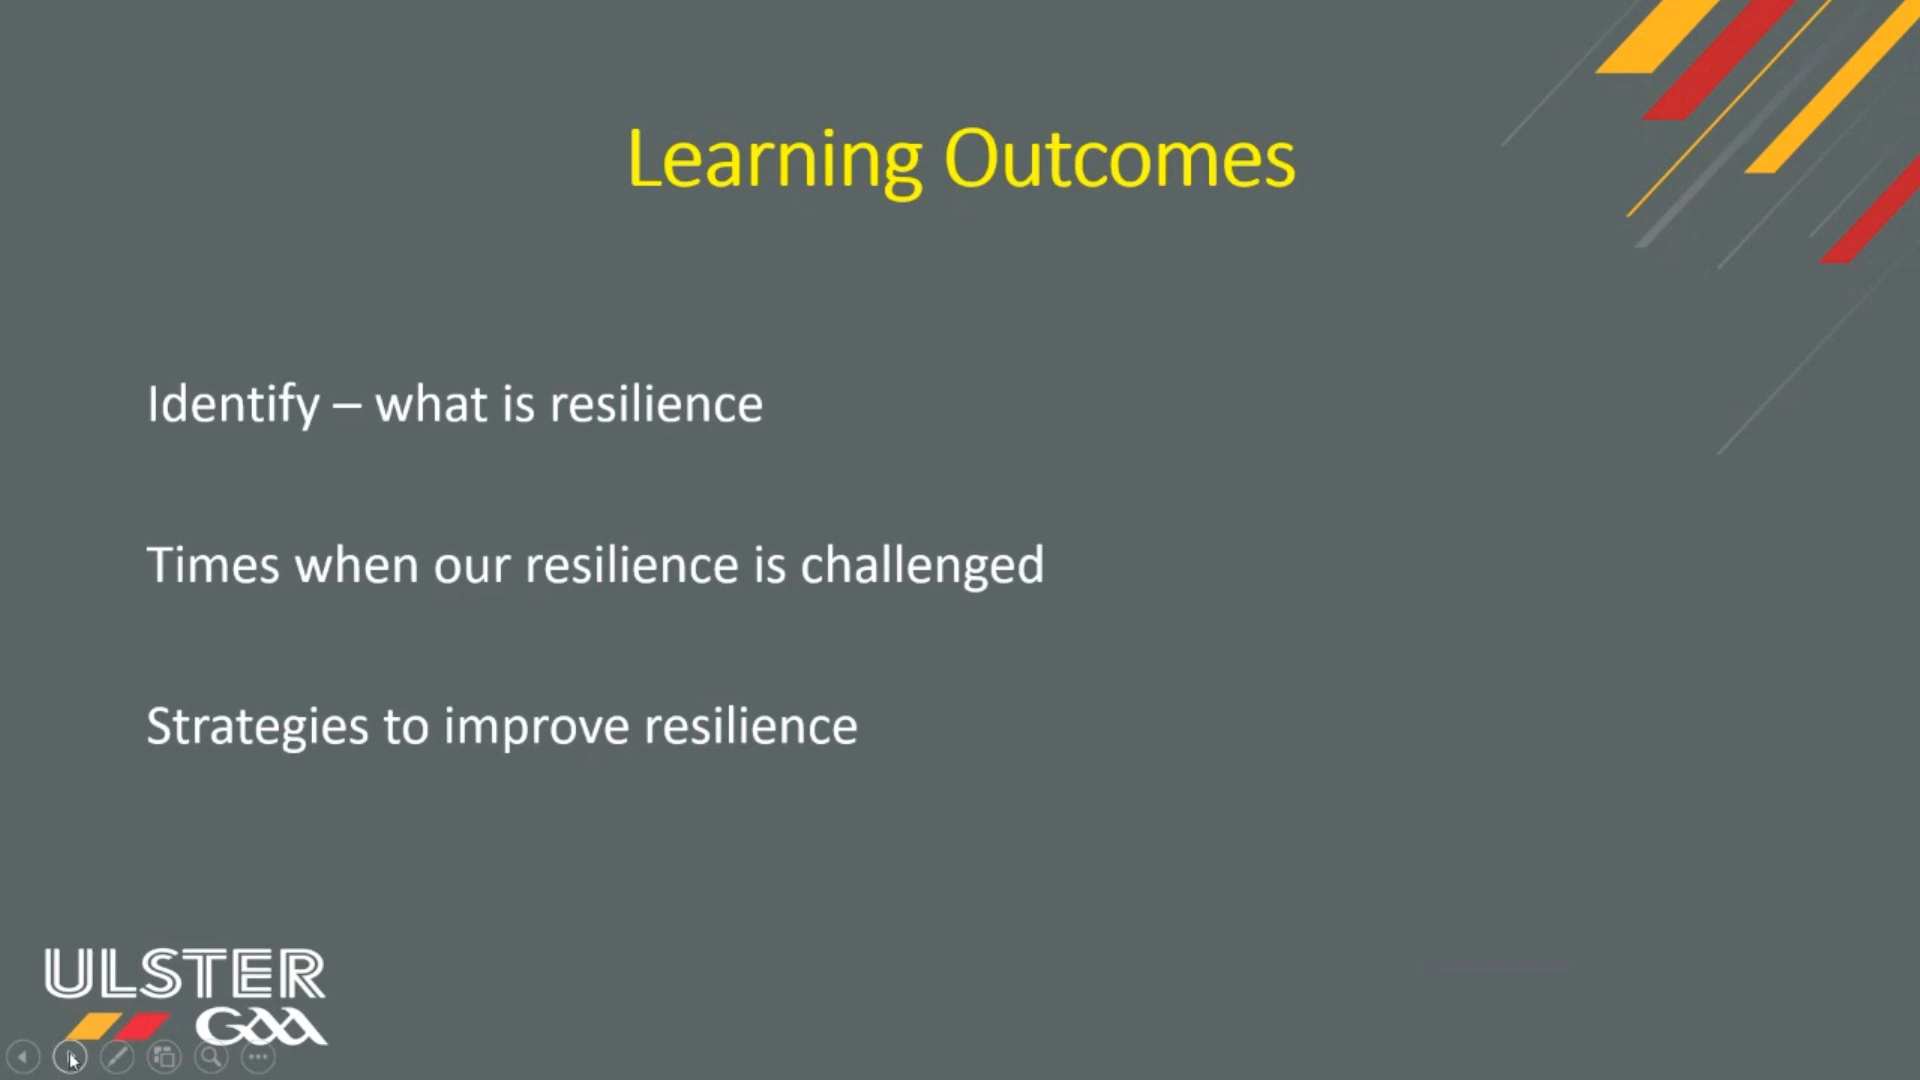 Learning Outcomes
Identify – what is resilience
Times when our resilience is challenged
Strategies to improve resilience
ULSTER
GAA